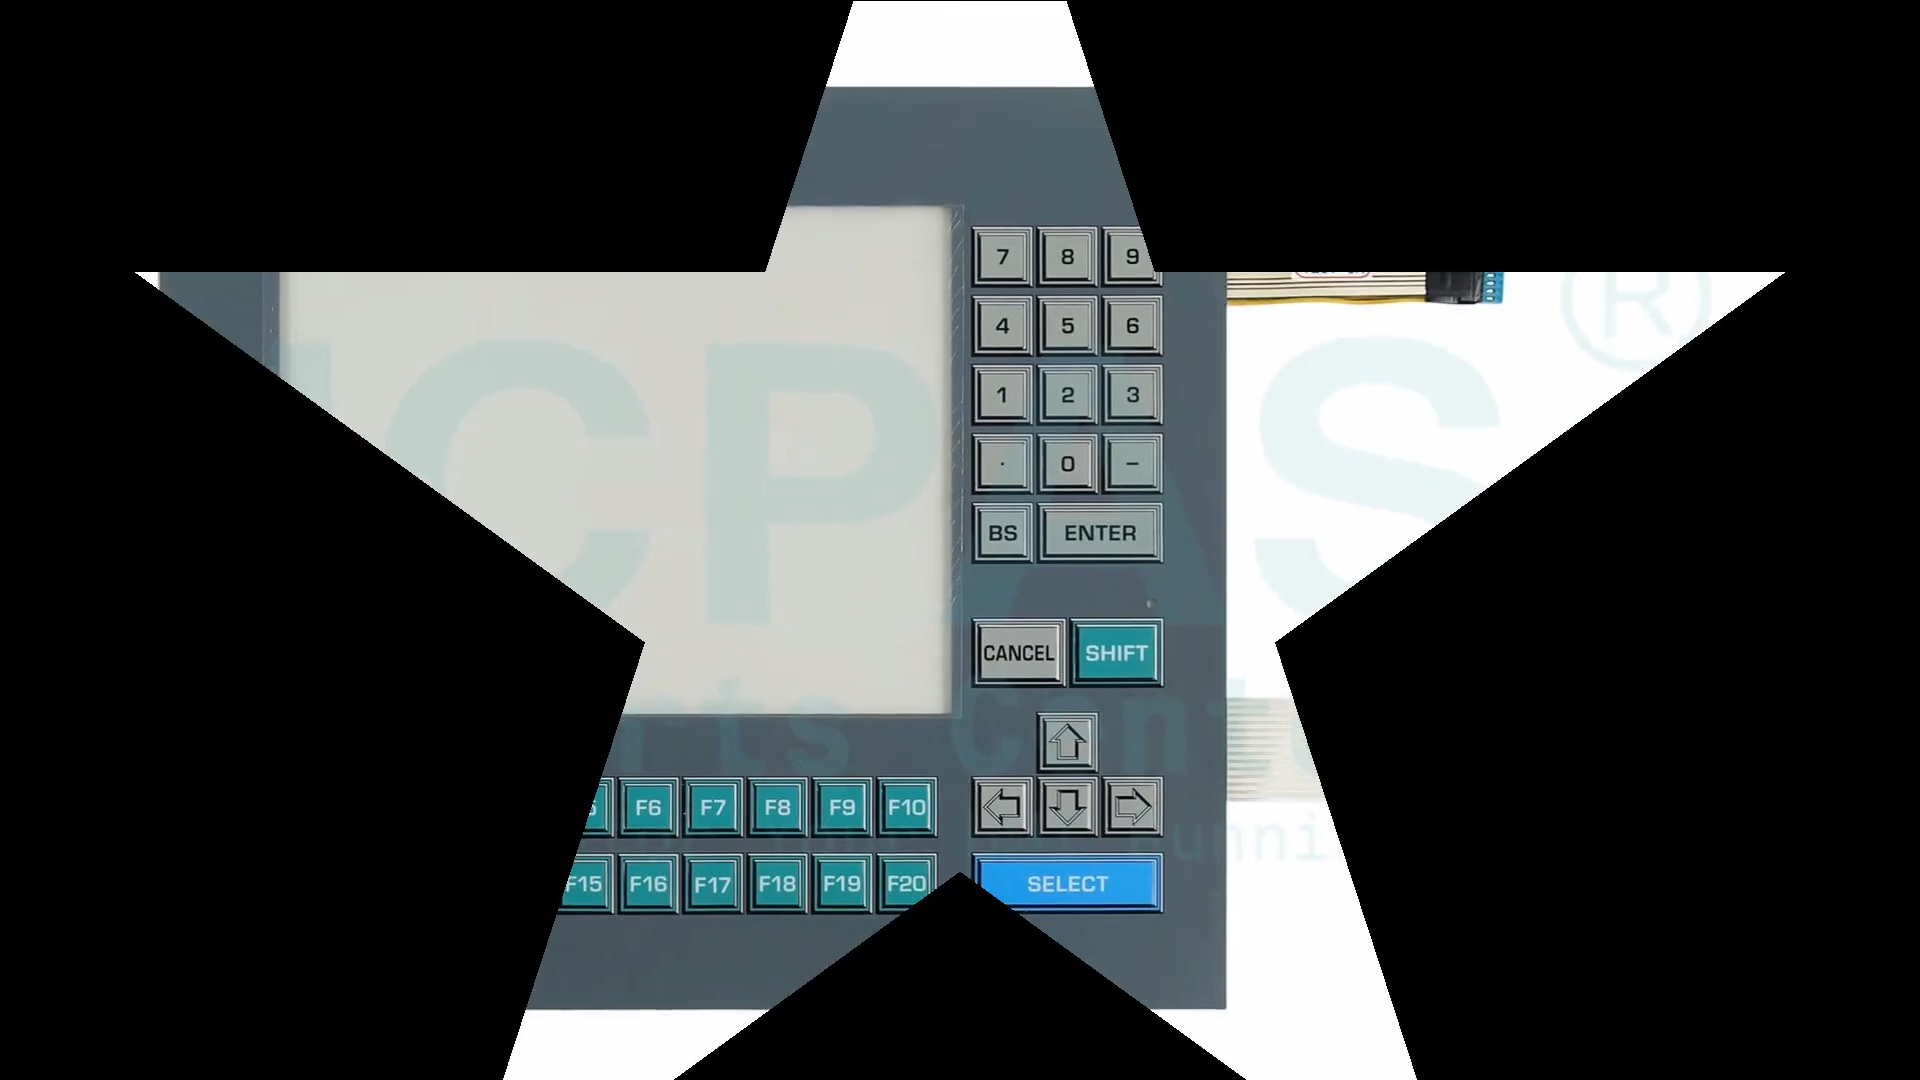 7 8 9
4 5 6
1 2 3
. 0 -
BS ENTER
CANCEL SHIFT
F6 F7 F8 F9 F10
F15 F16 F17 F18 F19 F20
SELECT
CPAS®